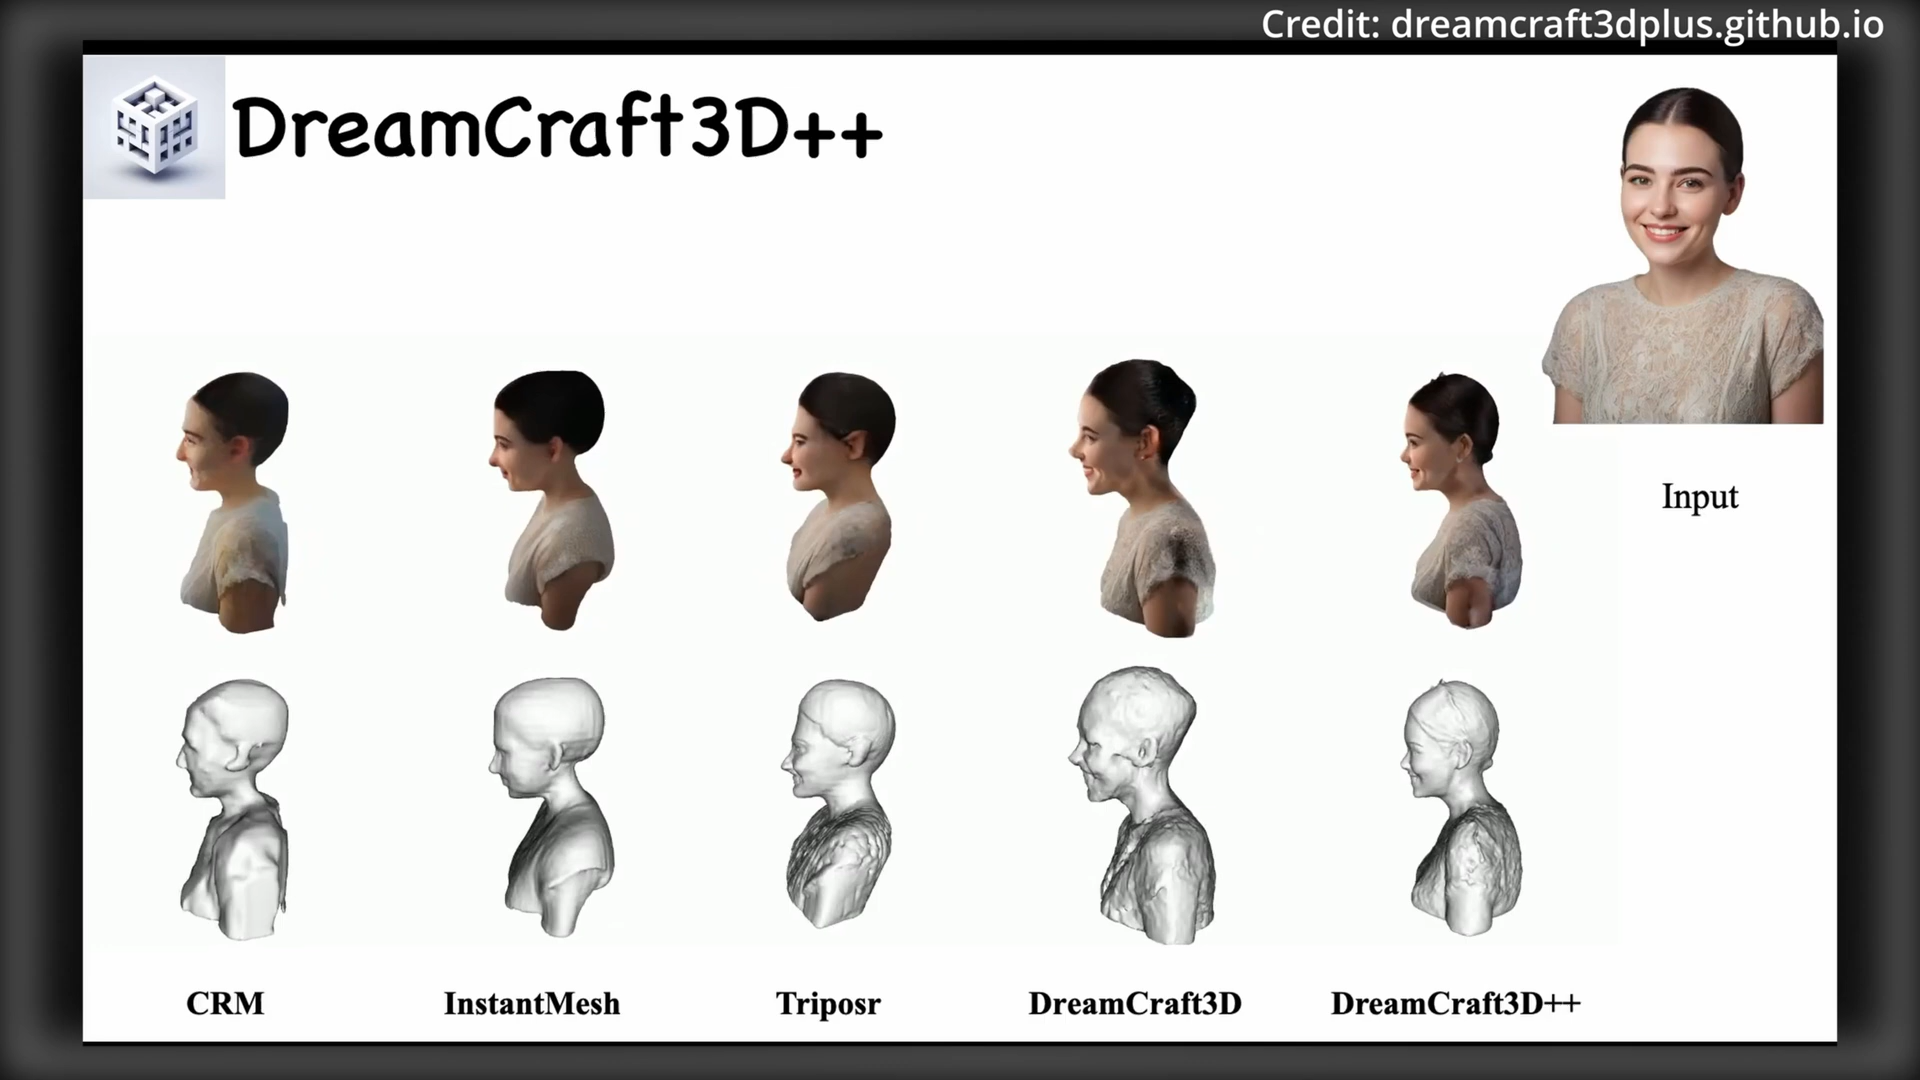 Credit: dreamcraft3dplus.github.io
DreamCraft3D++
Input
CRM
InstantMesh
Triposr
DreamCraft3D
DreamCraft3D++